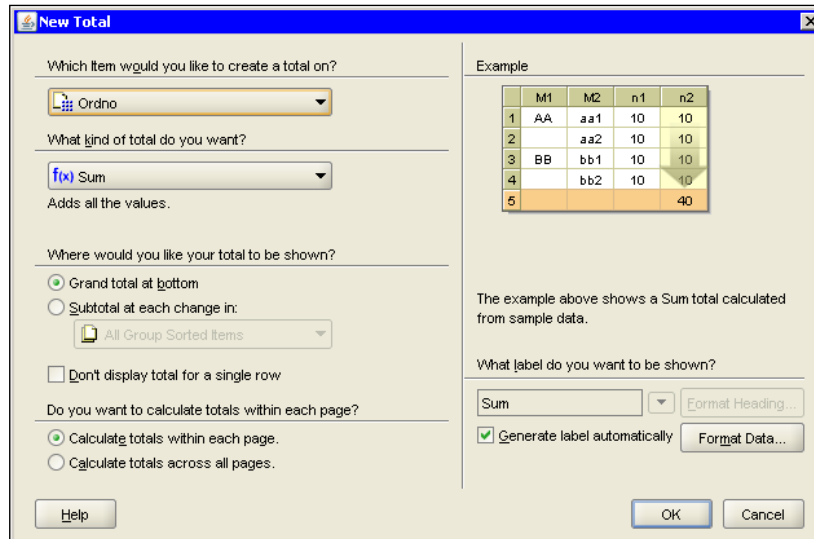 New Total
Which Item would you like to create a total on?
Ordno
What kind of total do you want?
f(x) Sum
Adds all the values.
Where would you like your total to be shown?
Grand total at bottom
Subtotal at each change in:
All Group Sorted Items
Don't display total for a single row
Do you want to calculate totals within each page?
Calculate totals within each page.
Calculate totals across all pages.
Example
M1 M2 n1 n2
1 AA aa1 10 10
2 aa2 10 10
3 BB bb1 10 10
4 bb2 10 10
5 40
The example above shows a Sum total calculated
from sample data.
What label do you want to be shown?
Sum
Format Heading...
Generate label automatically
Format Data...
Help
OK
Cancel